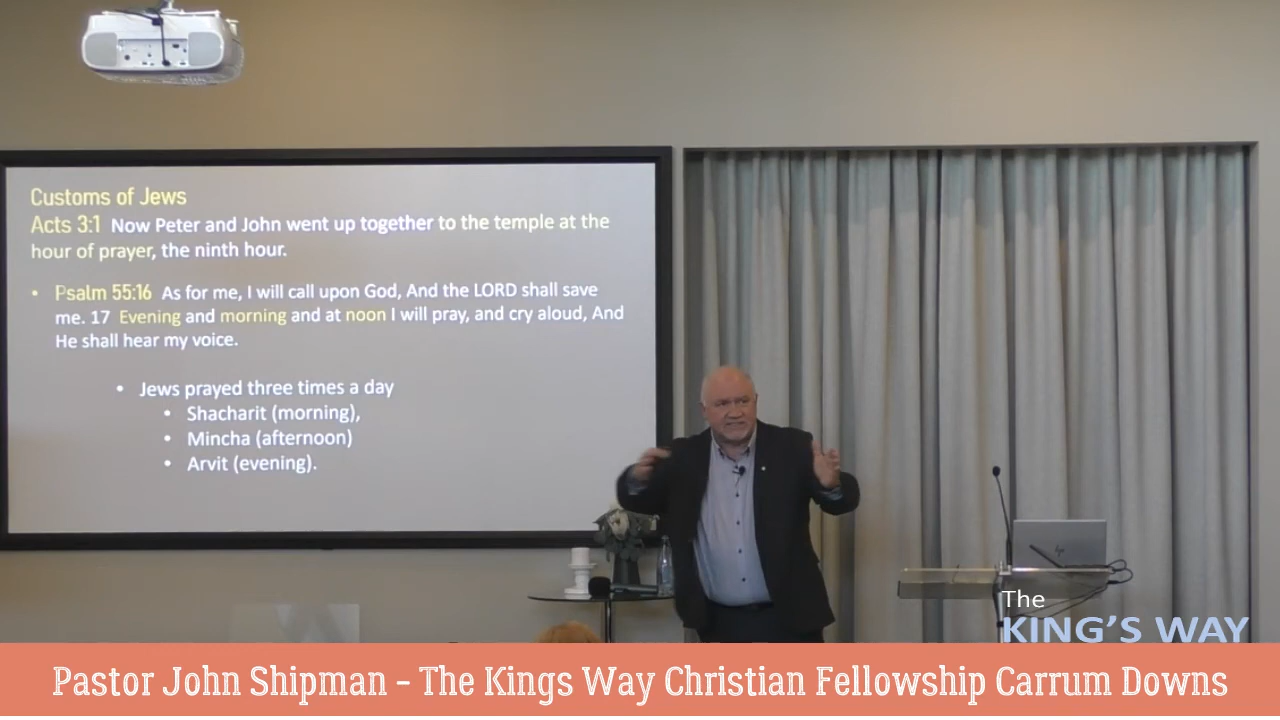 Customs of Jews
Acts 3:1 Now Peter and John went up together to the temple at the
hour of prayer, the ninth hour.
• Psalm 55:16 As for me, I will call upon God, And the LORD shall save
me. 17 Evening and morning and at noon I will pray, and cry aloud, And
He shall hear my voice.
• Jews prayed three times a day
• Shacharit (morning),
• Mincha (afternoon)
• Arvit (evening).
hp
The
KING'S WAY
Pastor John Shipman - The Kings Way Christian Fellowship Carrum Downs